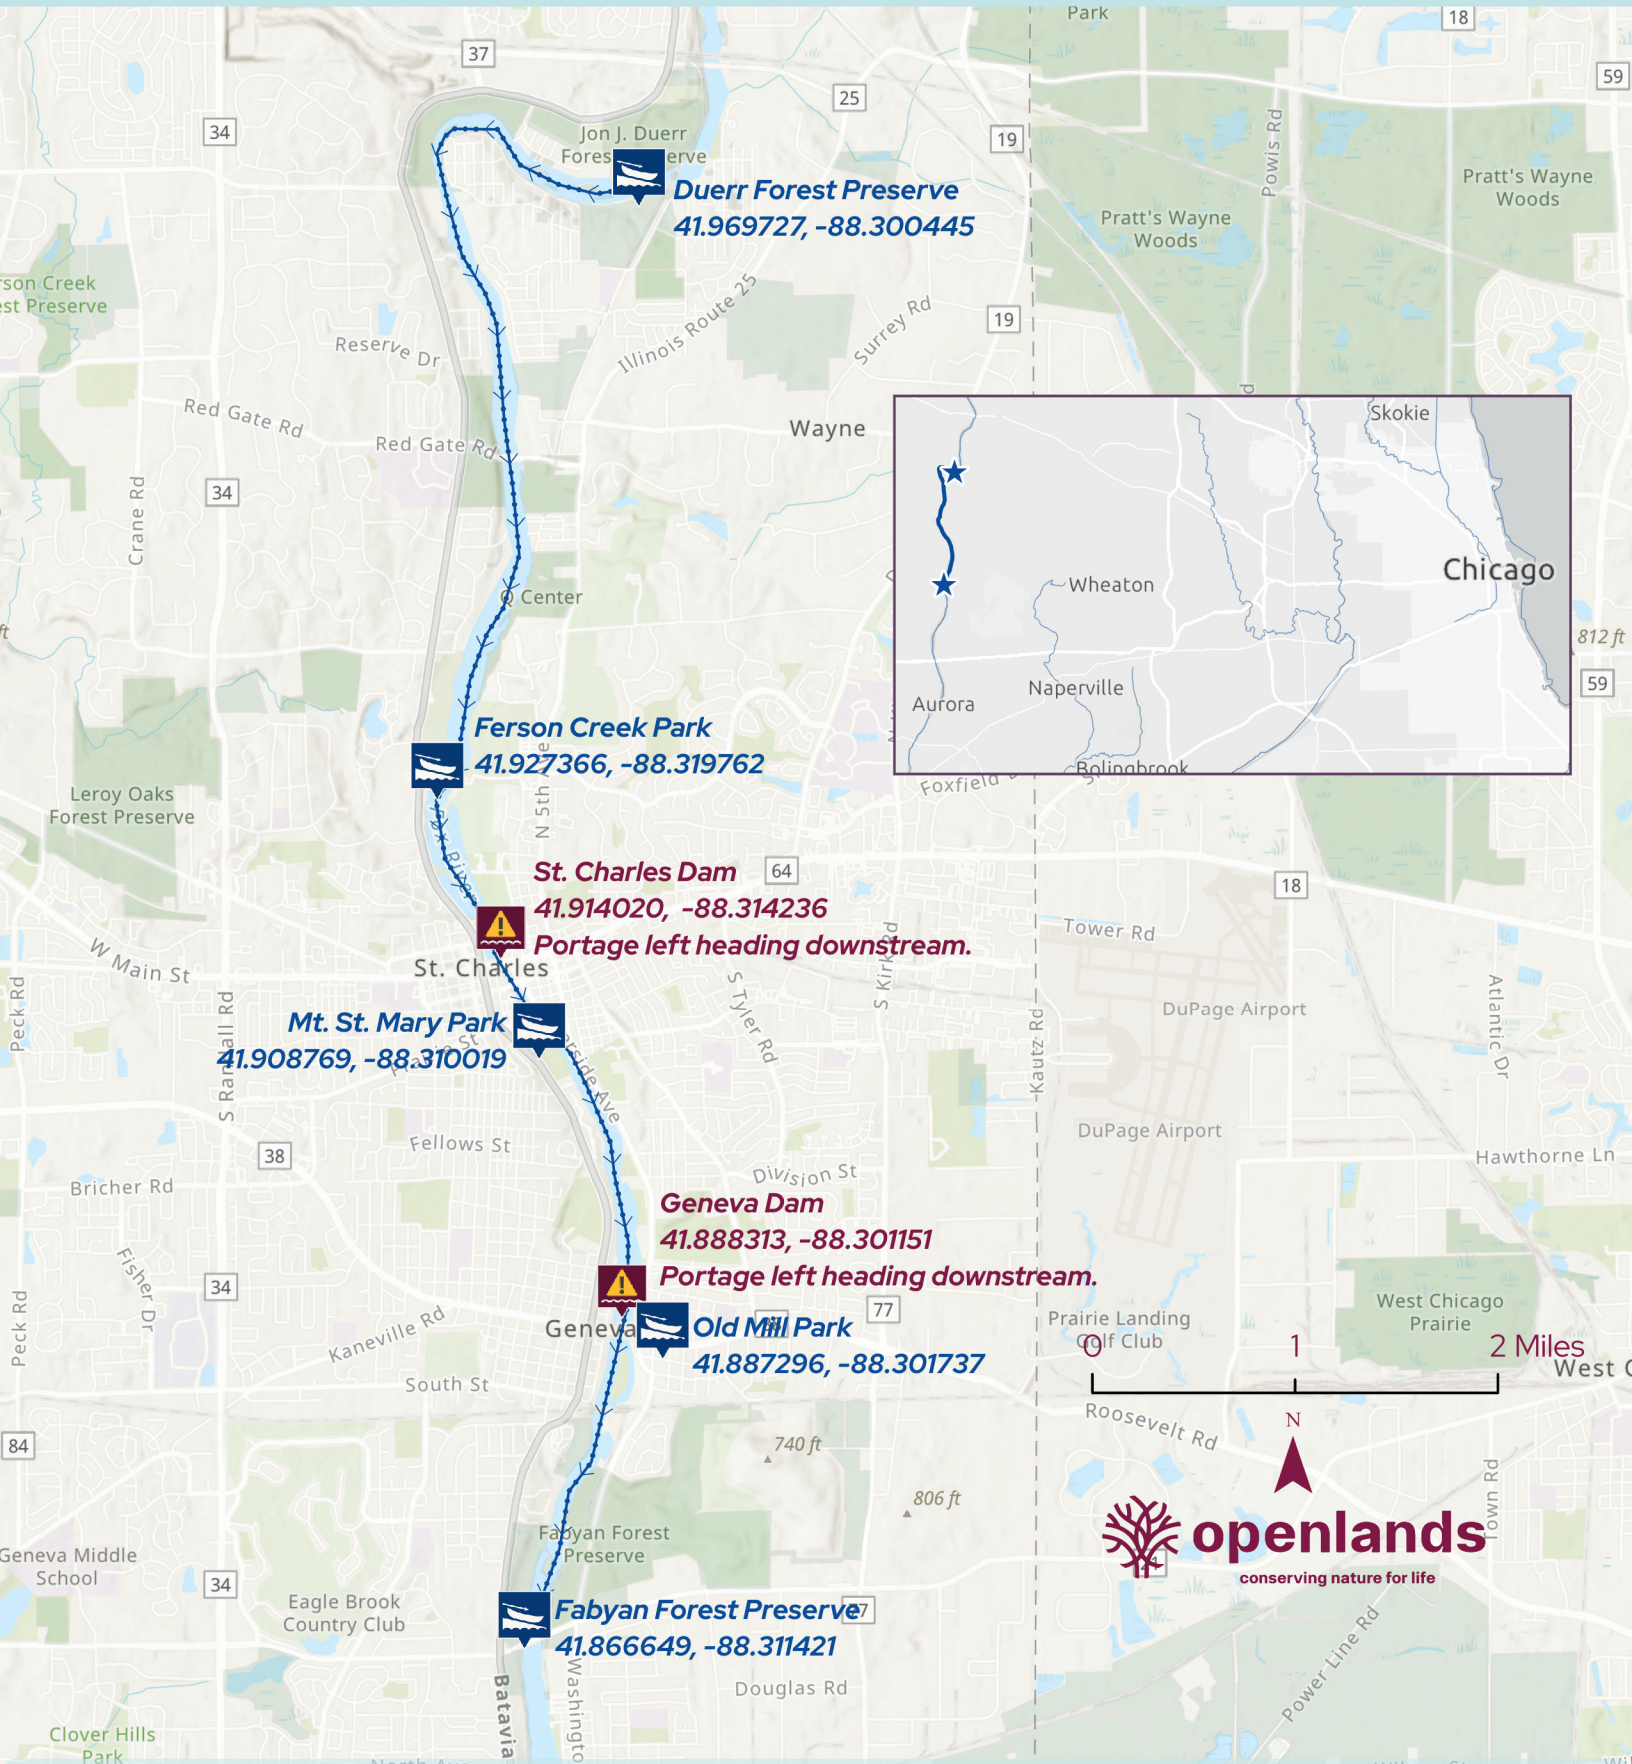 Park
18
37
59
25
34
19
Jon J. Duerr
Powis Rd
Duerr Forest Preserve
41.969727, -88.300445
Pratt's Wayne
Woods
Pratt's Wayne
Woods
Illinois Route 25
Surrey Rd
19
Reserve Dr
Red Gate Rd
Red Gate Rd
Wayne
34
Crane Rd
Skokie
Chicago
Wheaton
Naperville
Aurora
Bolingbrook
Q Center
812 ft
59
Ferson Creek Park
41.927366, -88.319762
N 5th Ave
Foxfield
Leroy Oaks
Forest Preserve
Fox River
St. Charles Dam
64
41.914020, -88.314236
Portage left heading downstream.
18
Tower Rd
W Main St
St. Charles
S Tyler Rd
S Kirk Rd
Peck Rd
S Randall Rd
Mt. St. Mary Park
41.908769, -88.310019
DuPage Airport
Atlantic Dr
Kautz Rd
Fellows St
38
DuPage Airport
Hawthorne Ln
Bricher Rd
Division St
Geneva Dam
41.888313, -88.301151
Portage left heading downstream.
Fisher Dr
34
Peck Rd
Kaneville Rd
Geneva
77
Old Mill Park
41.887296, -88.301737
Prairie Landing
Golf Club
West Chicago
Prairie
0 1 2 Miles
West C
South St
Roosevelt Rd
N
84
740 ft
806 ft
Town Rd
openlands
conserving nature for life
Fabyan Forest
Preserve
Geneva Middle
School
34
Eagle Brook
Country Club
Fabyan Forest Preserve
41.866649, -88.311421
Power Line Rd
Douglas Rd
Batavia
Washingto
Clover Hills
Park